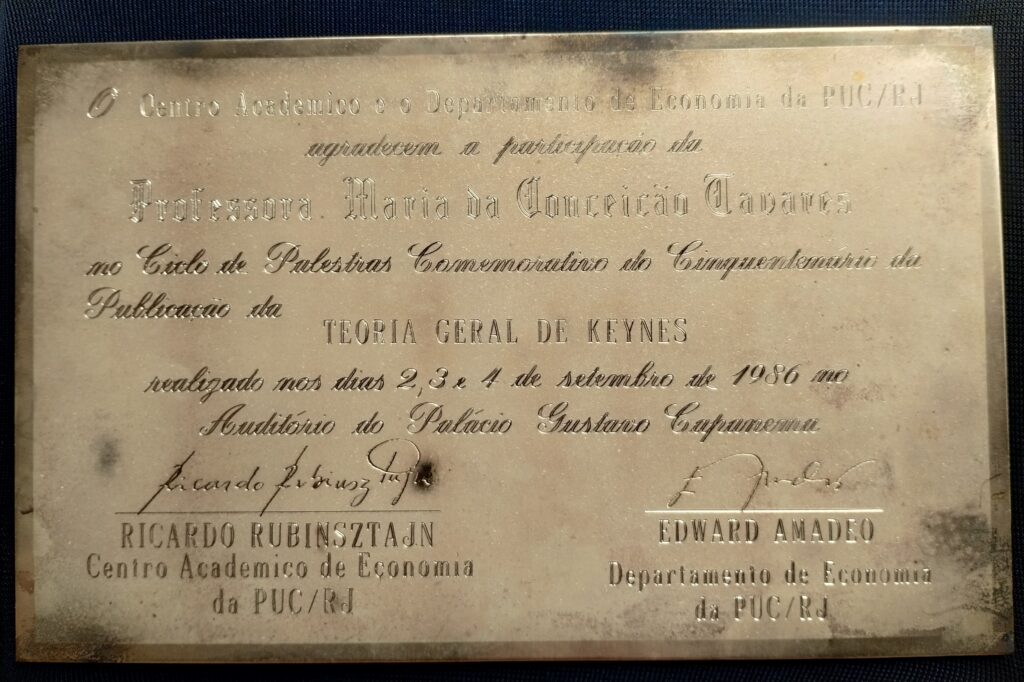 O Centro Academico e o Departamento de Economia da PUC/RJ
agradecem a participação da
Professora Maria da Conceição Tavares
no Ciclo de Palestras Comemorativo do Cinquentenário da
Publicação da
TEORIA GERAL DE KEYNES
realizado nos dias 2, 3 e 4 de setembro de 1986 no
Auditório do Palácio Gustavo Capanema
RICARDO RUBINSZTAJN
Centro Academico de Economia
da PUC/RJ
EDWARD AMADEO
Departamento de Economia
da PUC/RJ